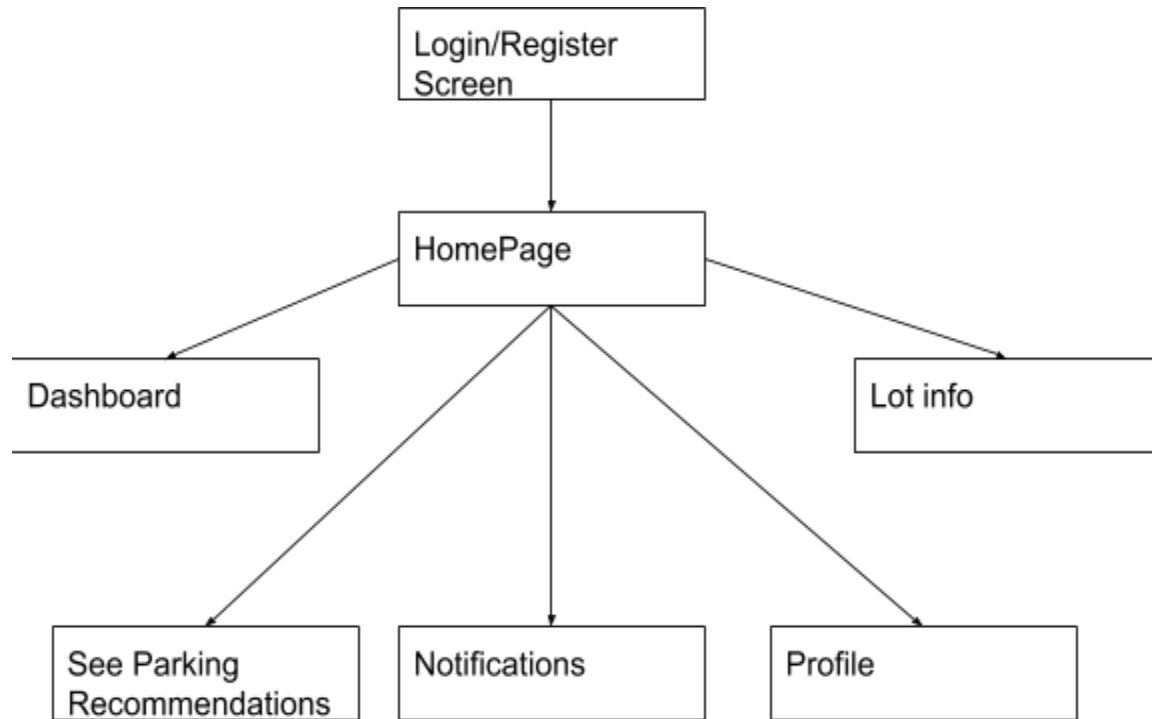 Login/Register
Screen
HomePage
Dashboard
Lot info
See Parking
Recommendations
Notifications
Profile